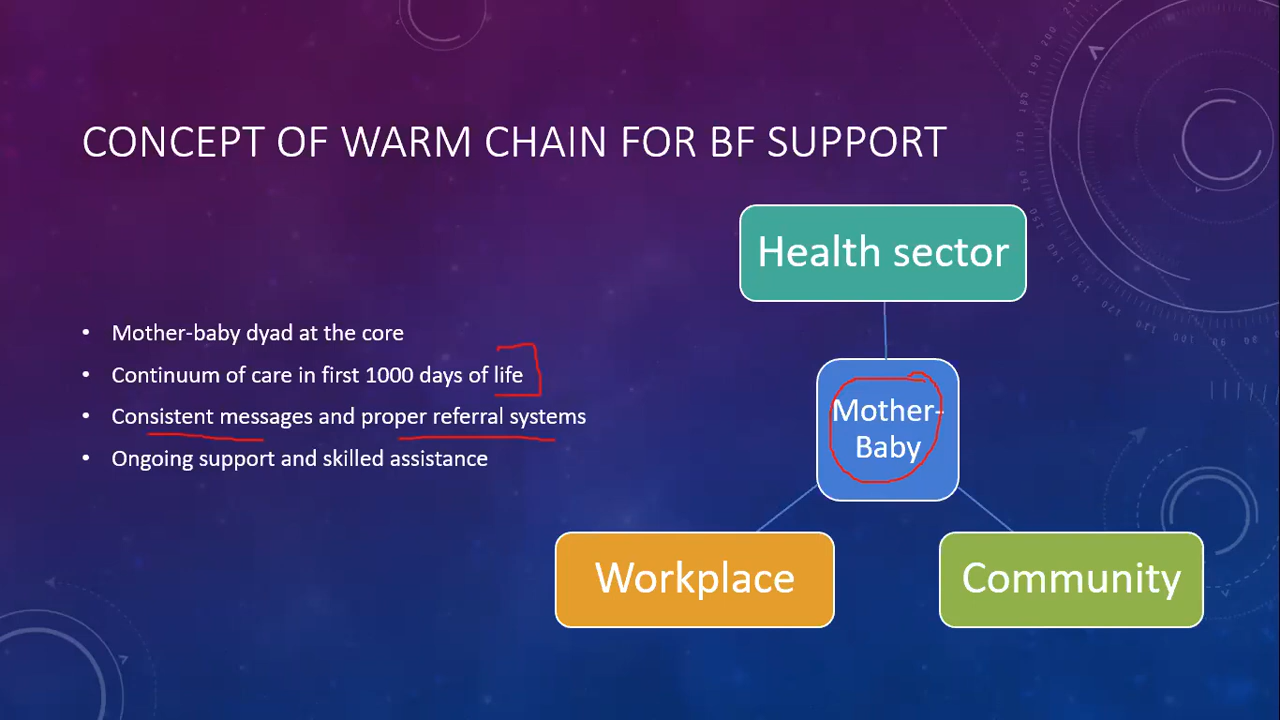 CONCEPT OF WARM CHAIN FOR BF SUPPORT
• Mother-baby dyad at the core
• Continuum of care in first 1000 days of life
• Consistent messages and proper referral systems
• Ongoing support and skilled assistance
Health sector
Mother-
Baby
Workplace
Community